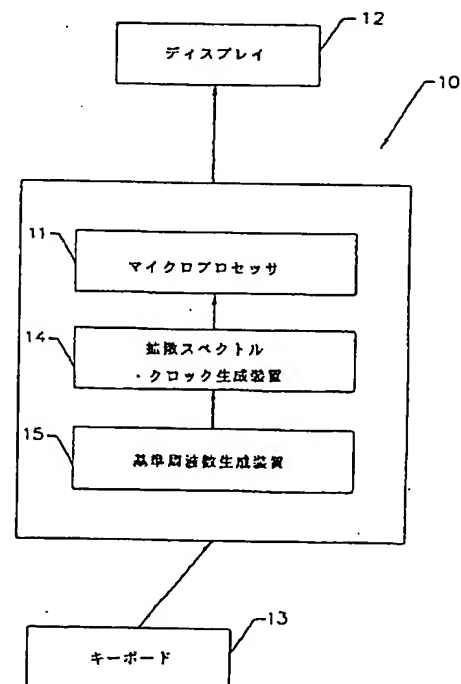 12
ディスプレイ
10
11
マイクロプロセッサ
14
拡散スペクトル
・クロック生成装置
15
基準周波数生成装置
13
キーボード